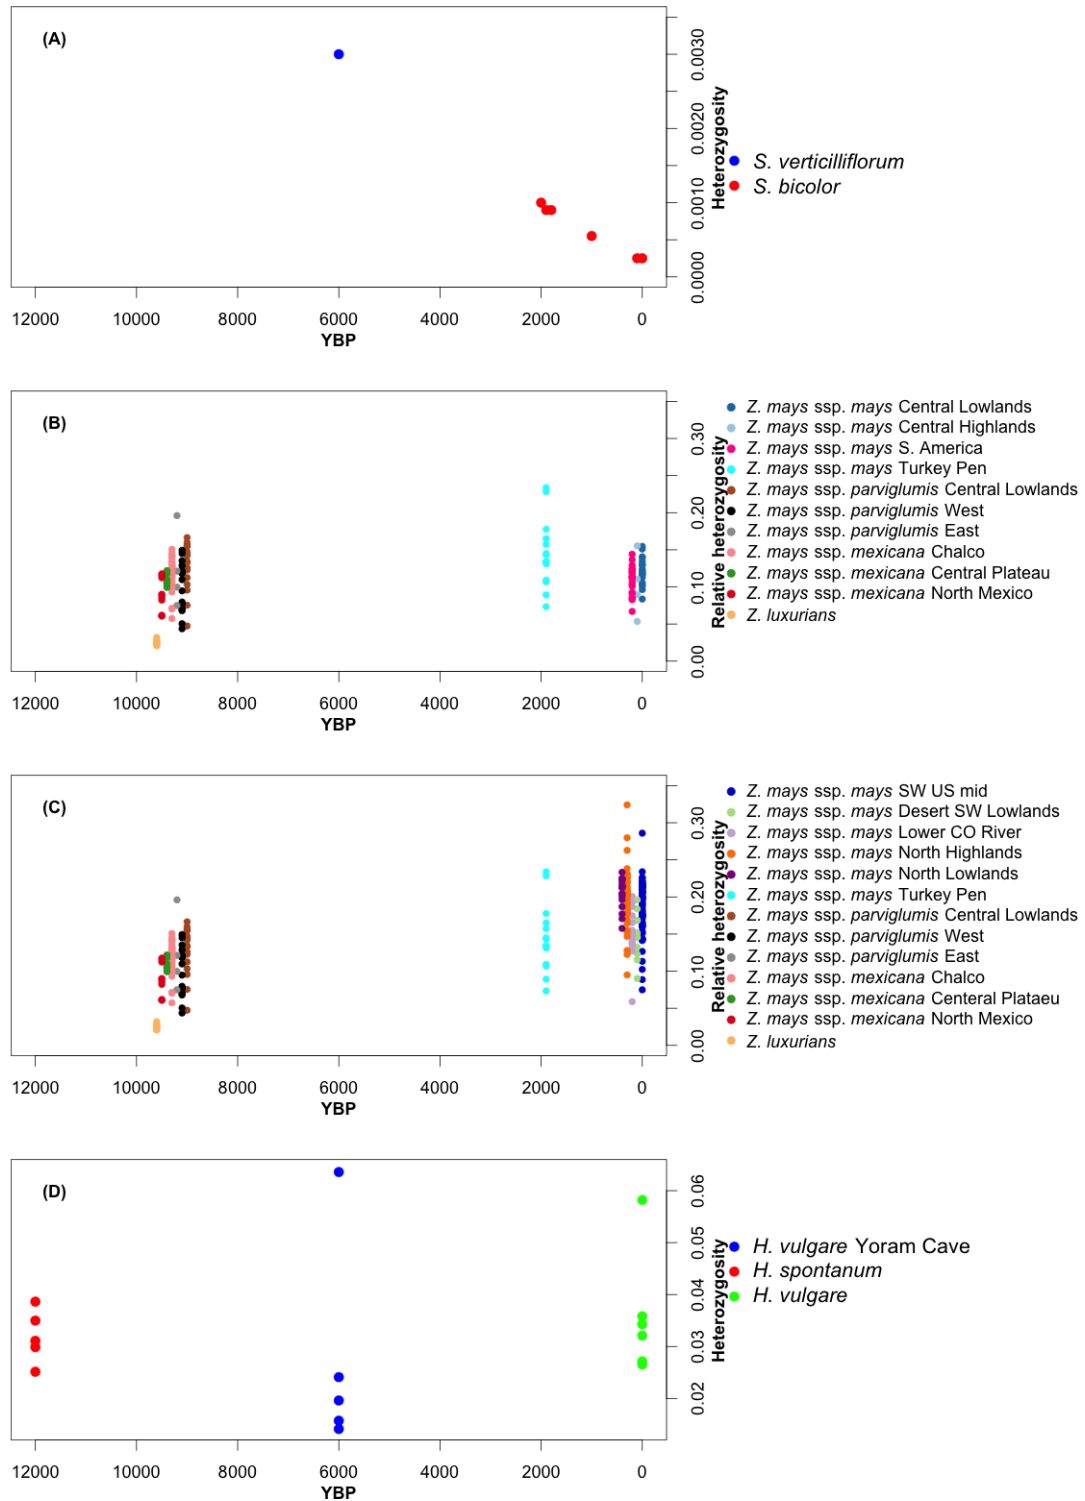 (A)
0.0030
0.0020
0.0010
0.0000
Heterozygosity
S. verticilliflorum
S. bicolor
12000 10000 8000 6000 4000 2000 0
YBP
(B)
0.30
0.20
0.10
0.00
Relative heterozygosity
Z. mays ssp. mays Central Lowlands
Z. mays ssp. mays Central Highlands
Z. mays ssp. mays S. America
Z. mays ssp. mays Turkey Pen
Z. mays ssp. parviglumis Central Lowlands
Z. mays ssp. parviglumis West
Z. mays ssp. parviglumis East
Z. mays ssp. mexicana Chalco
Z. mays ssp. mexicana Central Plateau
Z. mays ssp. mexicana North Mexico
Z. luxurians
12000 10000 8000 6000 4000 2000 0
YBP
(C)
0.30
0.20
0.10
0.00
Relative heterozygosity
Z. mays ssp. mays SW US mid
Z. mays ssp. mays Desert SW Lowlands
Z. mays ssp. mays Lower CO River
Z. mays ssp. mays North Highlands
Z. mays ssp. mays North Lowlands
Z. mays ssp. mays Turkey Pen
Z. mays ssp. parviglumis Central Lowlands
Z. mays ssp. parviglumis West
Z. mays ssp. parviglumis East
Z. mays ssp. mexicana Chalco
Z. mays ssp. mexicana Centeral Plataeu
Z. mays ssp. mexicana North Mexico
Z. luxurians
12000 10000 8000 6000 4000 2000 0
YBP
(D)
0.06
0.05
0.04
0.03
0.02
Heterozygosity
H. vulgare Yoram Cave
H. spontanum
H. vulgare
12000 10000 8000 6000 4000 2000 0
YBP